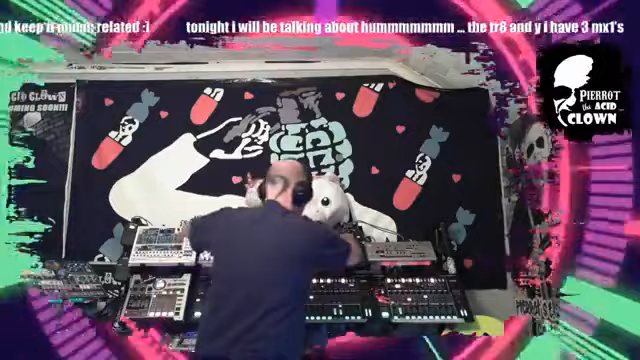 nd keep it mmm related :) tonight i will be talking about hummmmmmm ... the tr8 and y i have 3 mx1's
PIERROT
the ACID
CLOWN